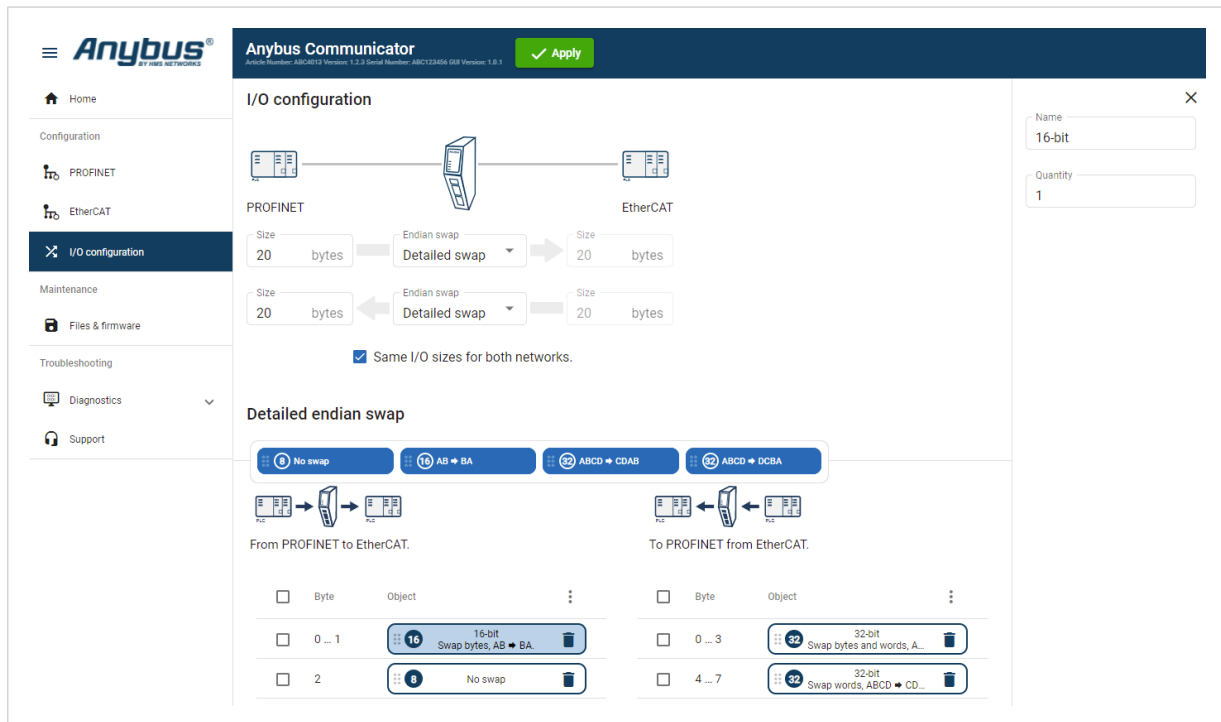 Anybus®
BY HMS NETWORKS
Anybus Communicator
Article Number: ABC4013 Version: 1.2.3 Serial Number: ABC123456 GUI Version: 1.0.1
Apply
Home
Configuration
PROFINET
EtherCAT
I/O configuration
Maintenance
Files & firmware
Troubleshooting
Diagnostics
Support
I/O configuration
PLC
PLC
PROFINET
EtherCAT
Size
20 bytes
Endian swap
Detailed swap
Size
20 bytes
Size
20 bytes
Endian swap
Detailed swap
Size
20 bytes
Same I/O sizes for both networks.
Detailed endian swap
8 No swap
16 AB ➡ BA
32 ABCD ➡ CDAB
32 ABCD ➡ DCBA
PLC
PLC
From PROFINET to EtherCAT.
PLC
PLC
To PROFINET from EtherCAT.
Byte Object
0 ... 1
16
16-bit
Swap bytes, AB ➡ BA.
2
8
No swap
Byte Object
0 ... 3
32
32-bit
Swap bytes and words, A...
4 ... 7
32
32-bit
Swap words, ABCD ➡ CD...
Name
16-bit
Quantity
1